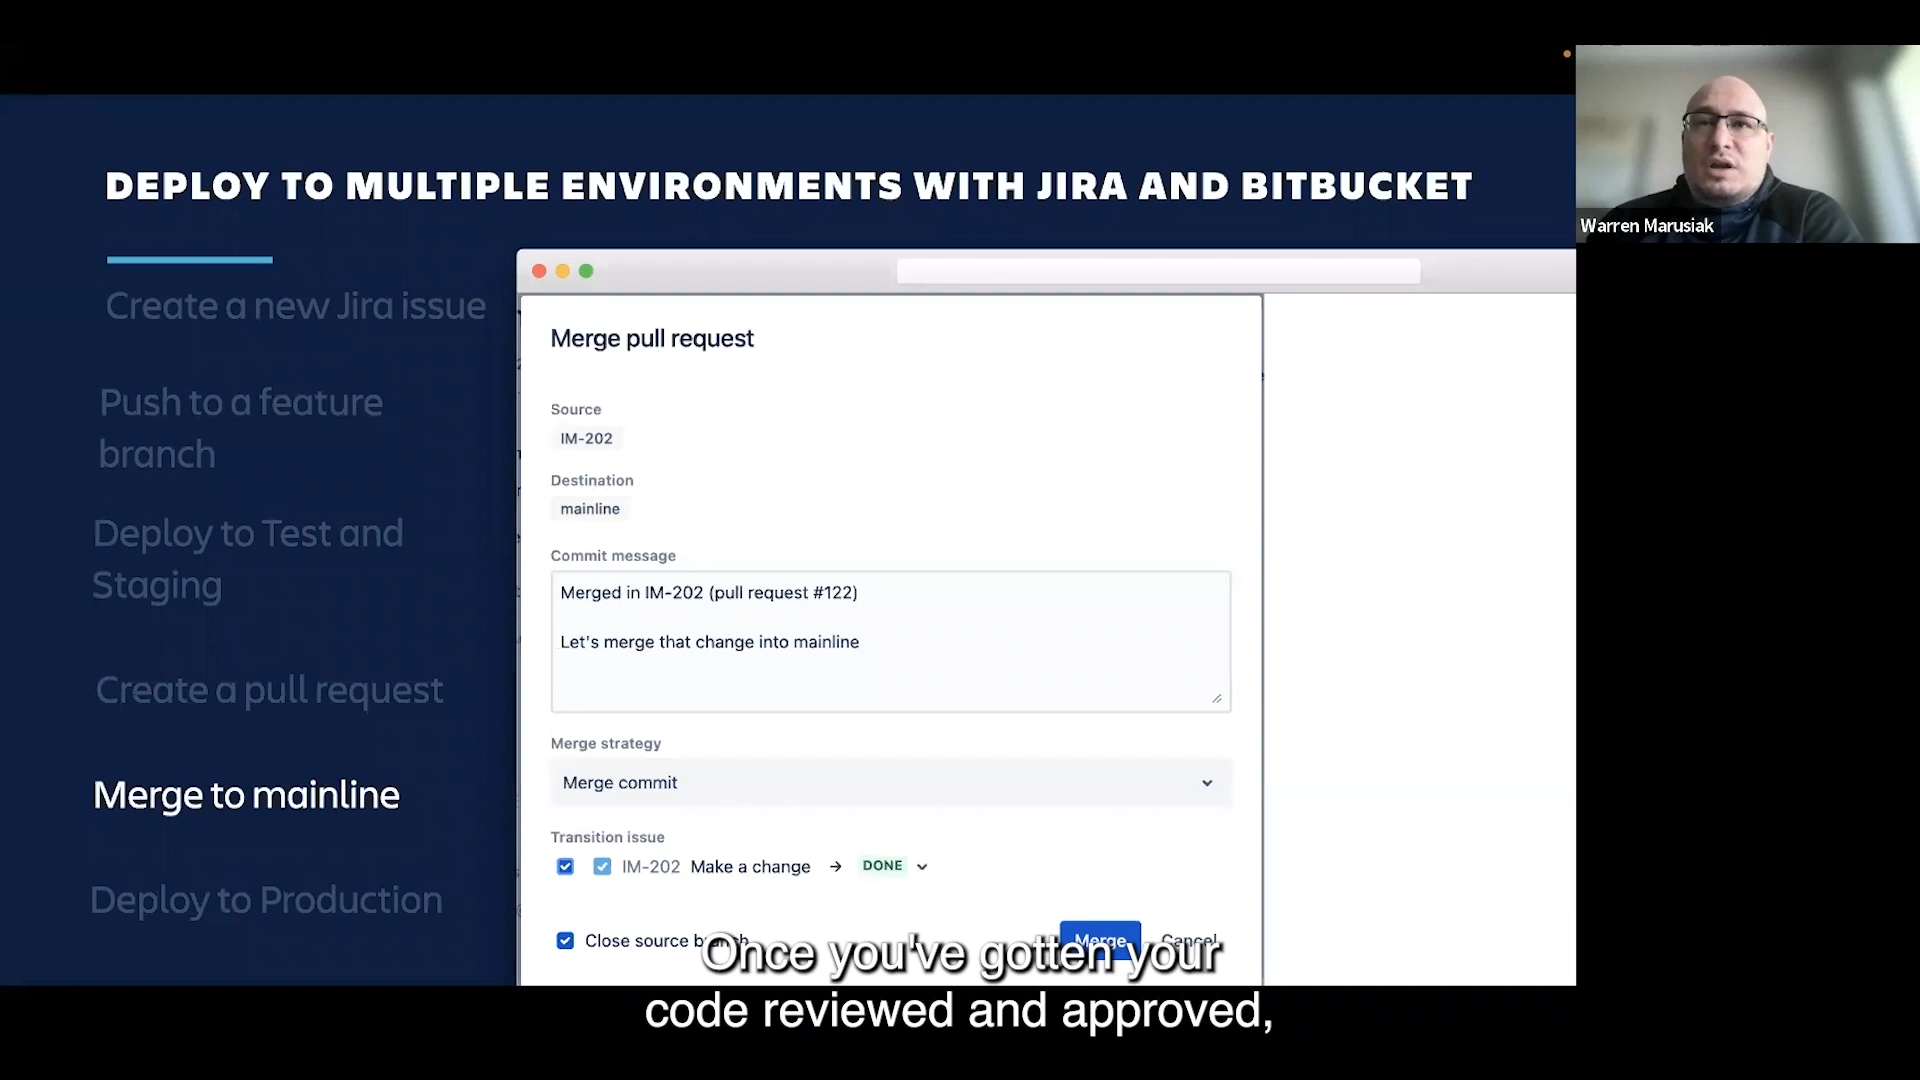 DEPLOY TO MULTIPLE ENVIRONMENTS WITH JIRA AND BITBUCKET
Warren Marusiak
Create a new Jira issue
Push to a feature
branch
Deploy to Test and
Staging
Create a pull request
Merge to mainline
Deploy to Production
Merge pull request
Source
IM-202
Destination
mainline
Commit message
Merged in IM-202 (pull request #122)
Let's merge that change into mainline
Merge strategy
Merge commit
Transition issue
IM-202 Make a change → DONE
Close source branch
Merge Cancel
Once you've gotten your
code reviewed and approved,